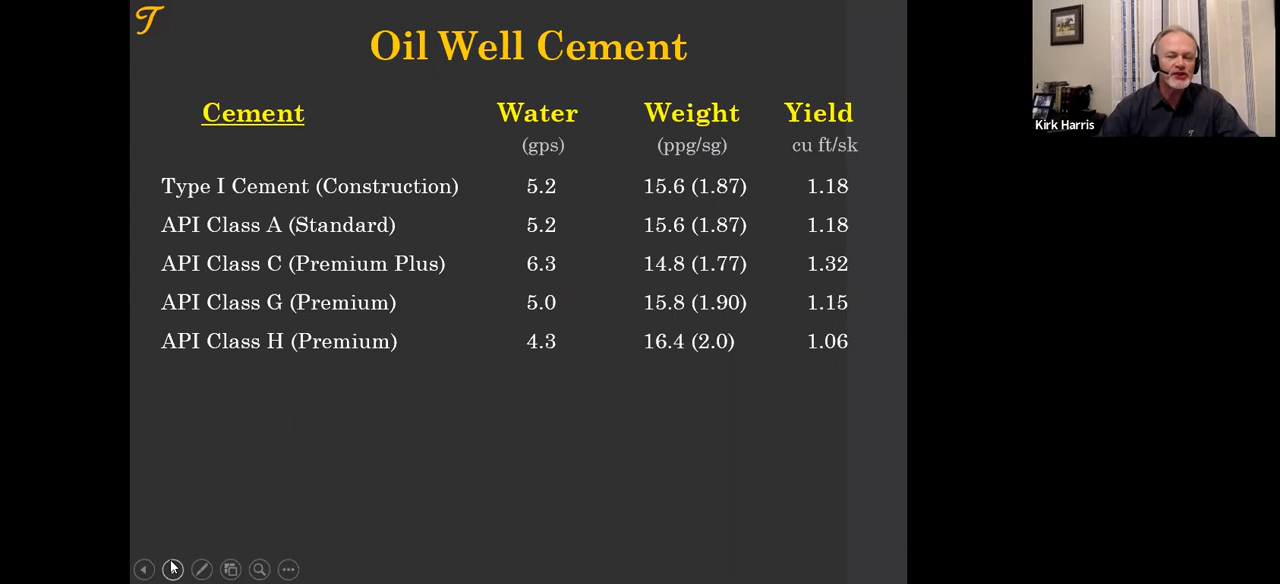 T
Oil Well Cement
Cement Water Weight Yield
(gps) (ppg/sg) cu ft/sk
Type I Cement (Construction) 5.2 15.6 (1.87) 1.18
API Class A (Standard) 5.2 15.6 (1.87) 1.18
API Class C (Premium Plus) 6.3 14.8 (1.77) 1.32
API Class G (Premium) 5.0 15.8 (1.90) 1.15
API Class H (Premium) 4.3 16.4 (2.0) 1.06
Kirk Harris